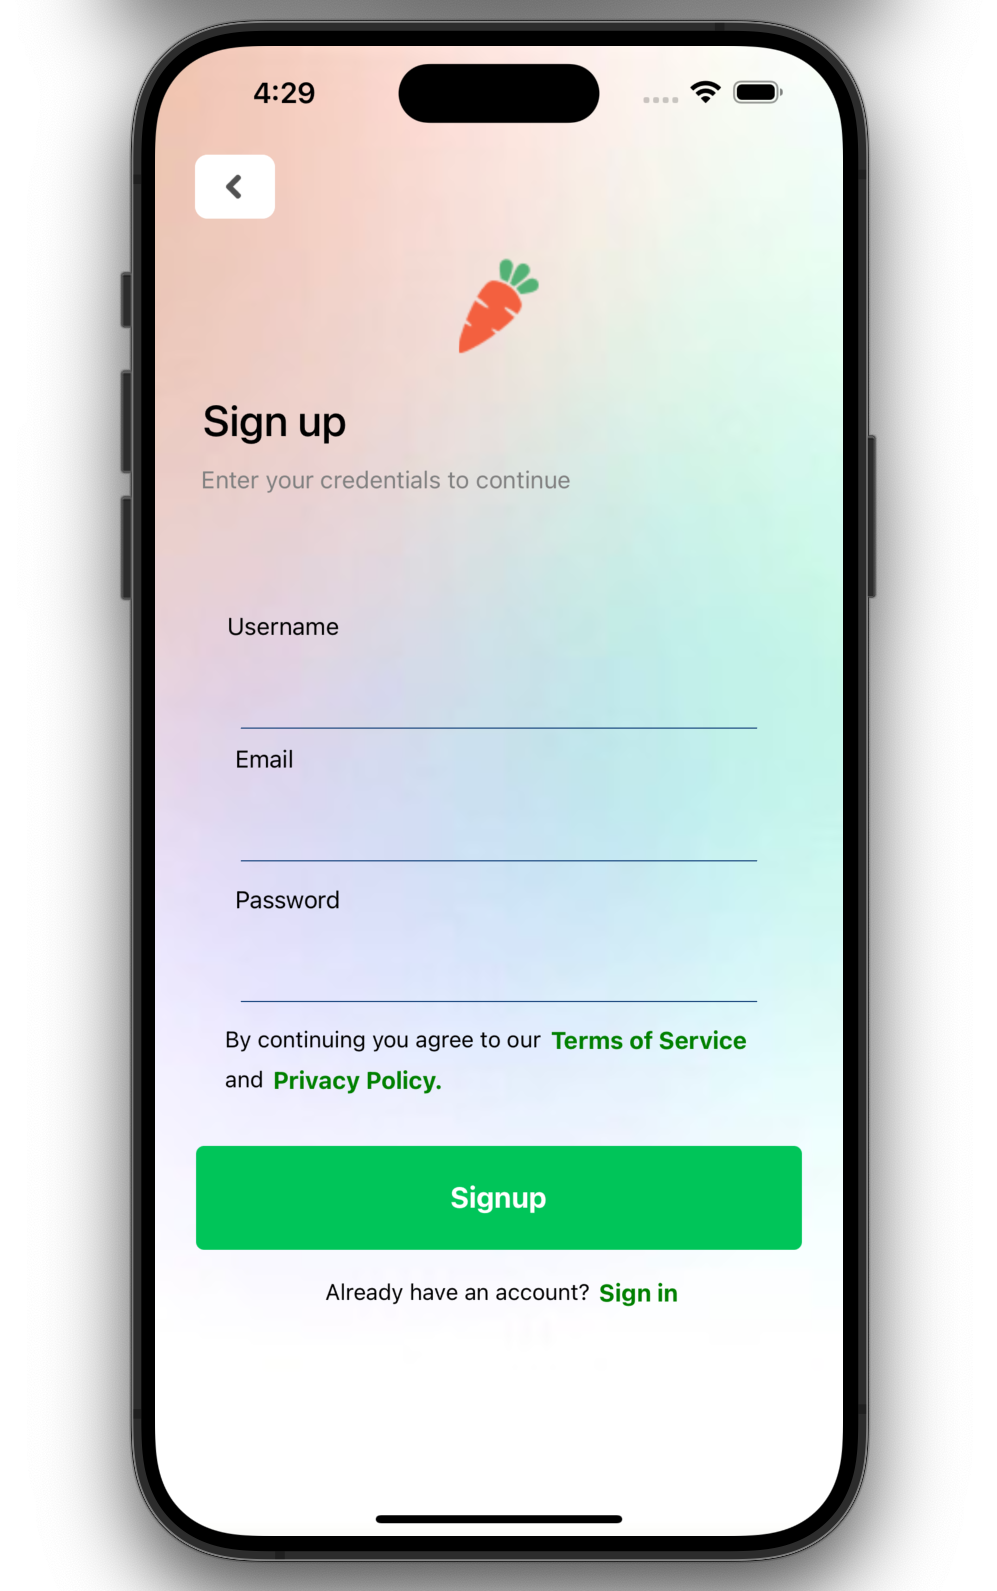 4:29
Sign up
Enter your credentials to continue
Username
Email
Password
By continuing you agree to our Terms of Service
and Privacy Policy.
Signup
Already have an account? Sign in